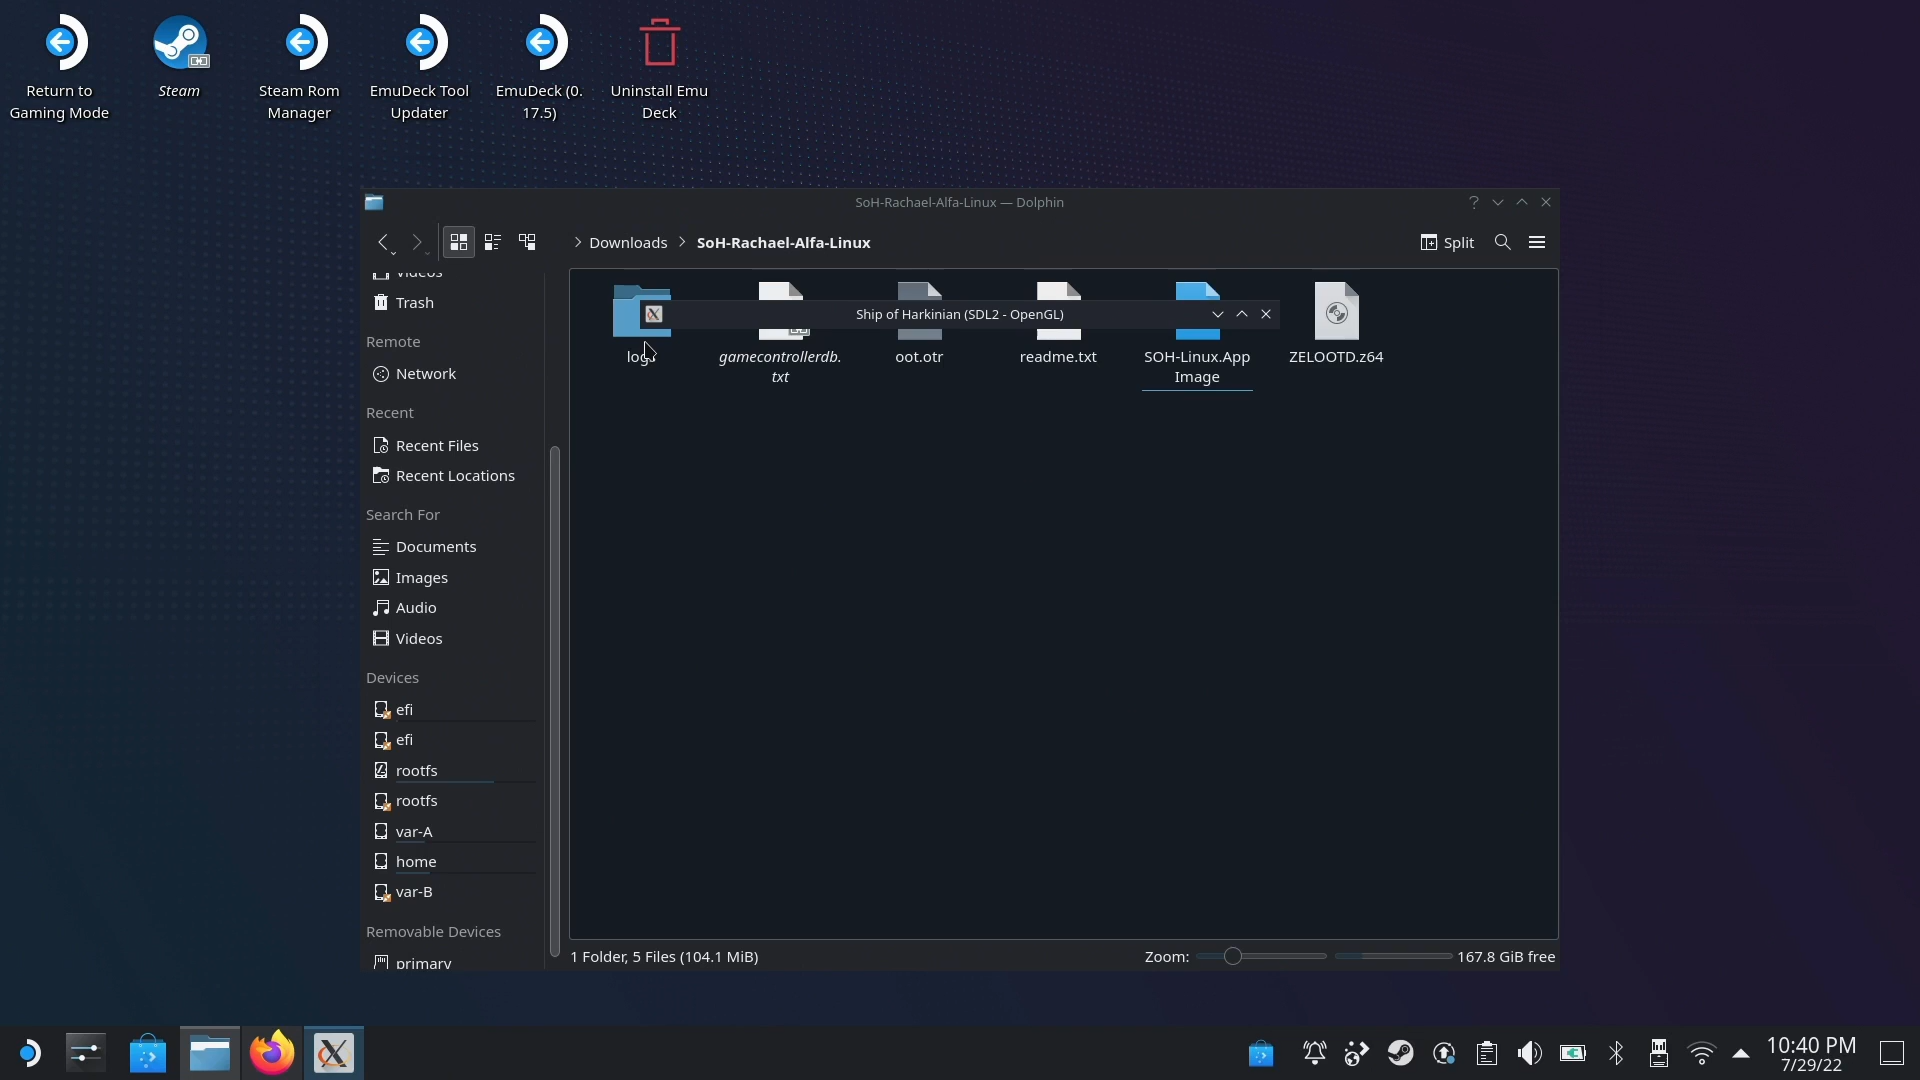 Return to
Gaming Mode
Steam
Steam Rom
Manager
EmuDeck Tool
Updater
EmuDeck (0.
17.5)
Uninstall Emu
Deck
SoH-Rachael-Alfa-Linux — Dolphin
Downloads
SoH-Rachael-Alfa-Linux
Split
Videos
Trash
Remote
Network
Recent
Recent Files
Recent Locations
Search For
Documents
Images
Audio
Videos
Devices
efi
efi
rootfs
rootfs
var-A
home
var-B
Removable Devices
primary
Ship of Harkinian (SDL2 - OpenGL)
gamecontrollerdb.
txt
oot.otr
readme.txt
SOH-Linux.App
Image
ZELOOTD.z64
1 Folder, 5 Files (104.1 MiB)
Zoom:
167.8 GiB free
10:40 PM
7/29/22